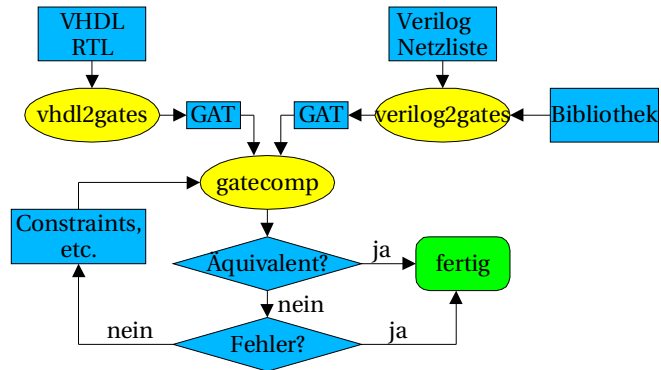 VHDL
RTL
Verilog
Netzliste
vhdl2gates
GAT
GAT
verilog2gates
Bibliothek
gatecomp
Constraints,
etc.
Äquivalent?
ja
fertig
nein
nein
Fehler?
ja